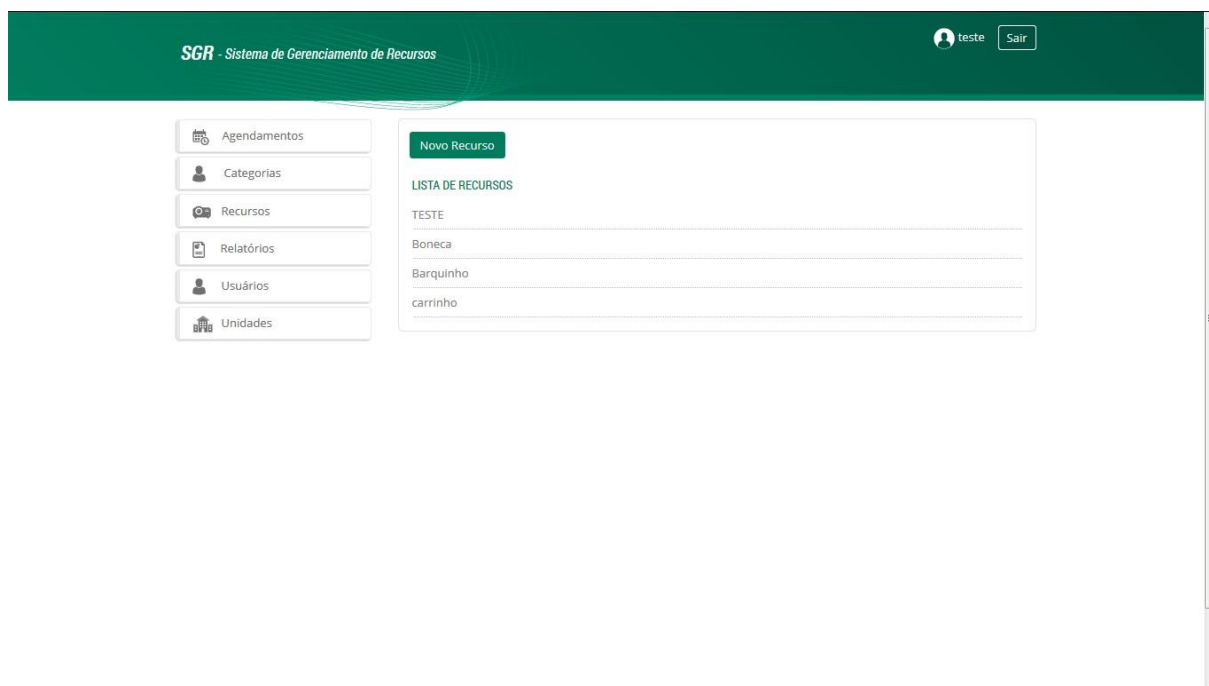 SGR - Sistema de Gerenciamento de Recursos
teste
Sair
Agendamentos
Categorias
Recursos
Relatórios
Usuários
Unidades
Novo Recurso
LISTA DE RECURSOS
TESTE
Boneca
Barquinho
carrinho